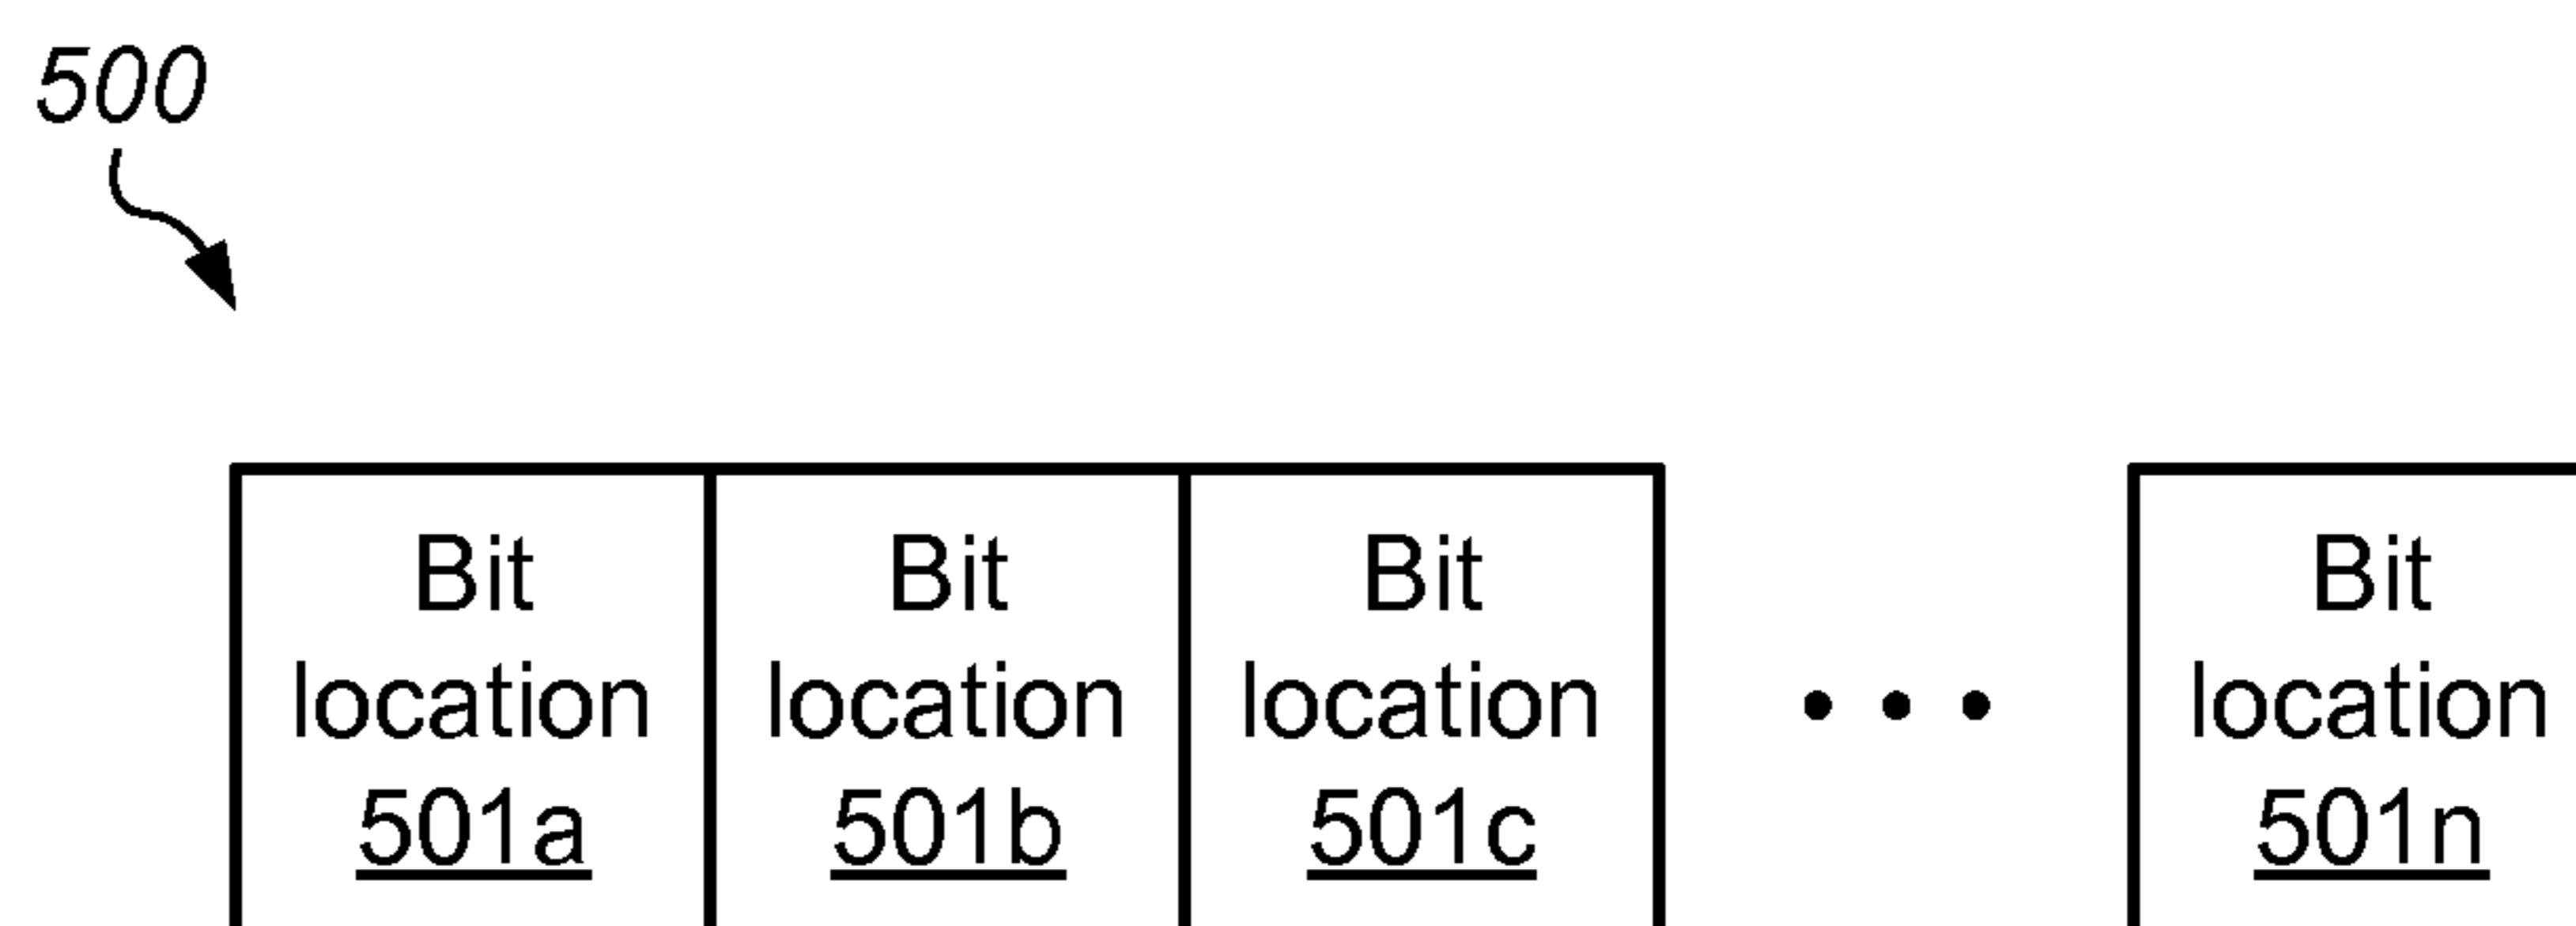 500
Bit
location
501a
Bit
location
501b
Bit
location
501c
• • •
Bit
location
501n